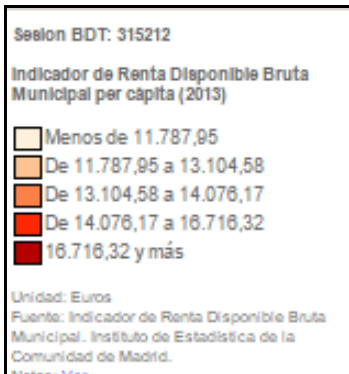 Sesion BDT: 315212
Indicador de Renta Disponible Bruta
Municipal per cápita (2013)
Menos de 11.787,95
De 11.787,95 a 13.104,58
De 13.104,58 a 14.076,17
De 14.076,17 a 16.716,32
16.716,32 y más
Unidad: Euros
Fuente: Indicador de Renta Disponible Bruta
Municipal. Instituto de Estadística de la
Comunidad de Madrid.